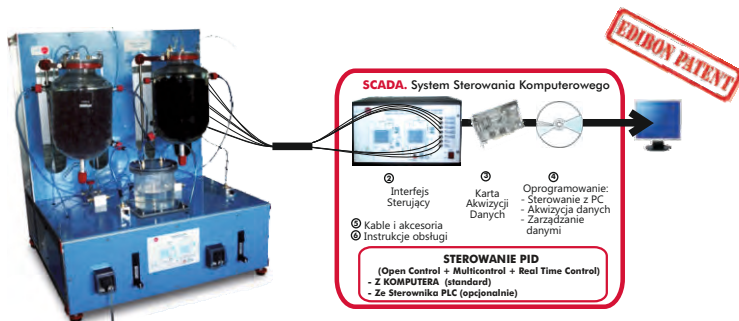 EDIBON PATENT
SCADA. System Sterowania Komputerowego
②
Interfejs
Sterujący
③
Karta
Akwizycji
Danych
④
Oprogramowanie:
- Sterowanie z PC
- Akwizycja danych
- Zarządzanie
danymi
⑤ Kable i akcesoria
⑥ Instrukcje obsługi
STEROWANIE PID
(Open Control + Multicontrol + Real Time Control)
- Z KOMPUTERA (standard)
- Ze Sterownika PLC (opcjonalnie)